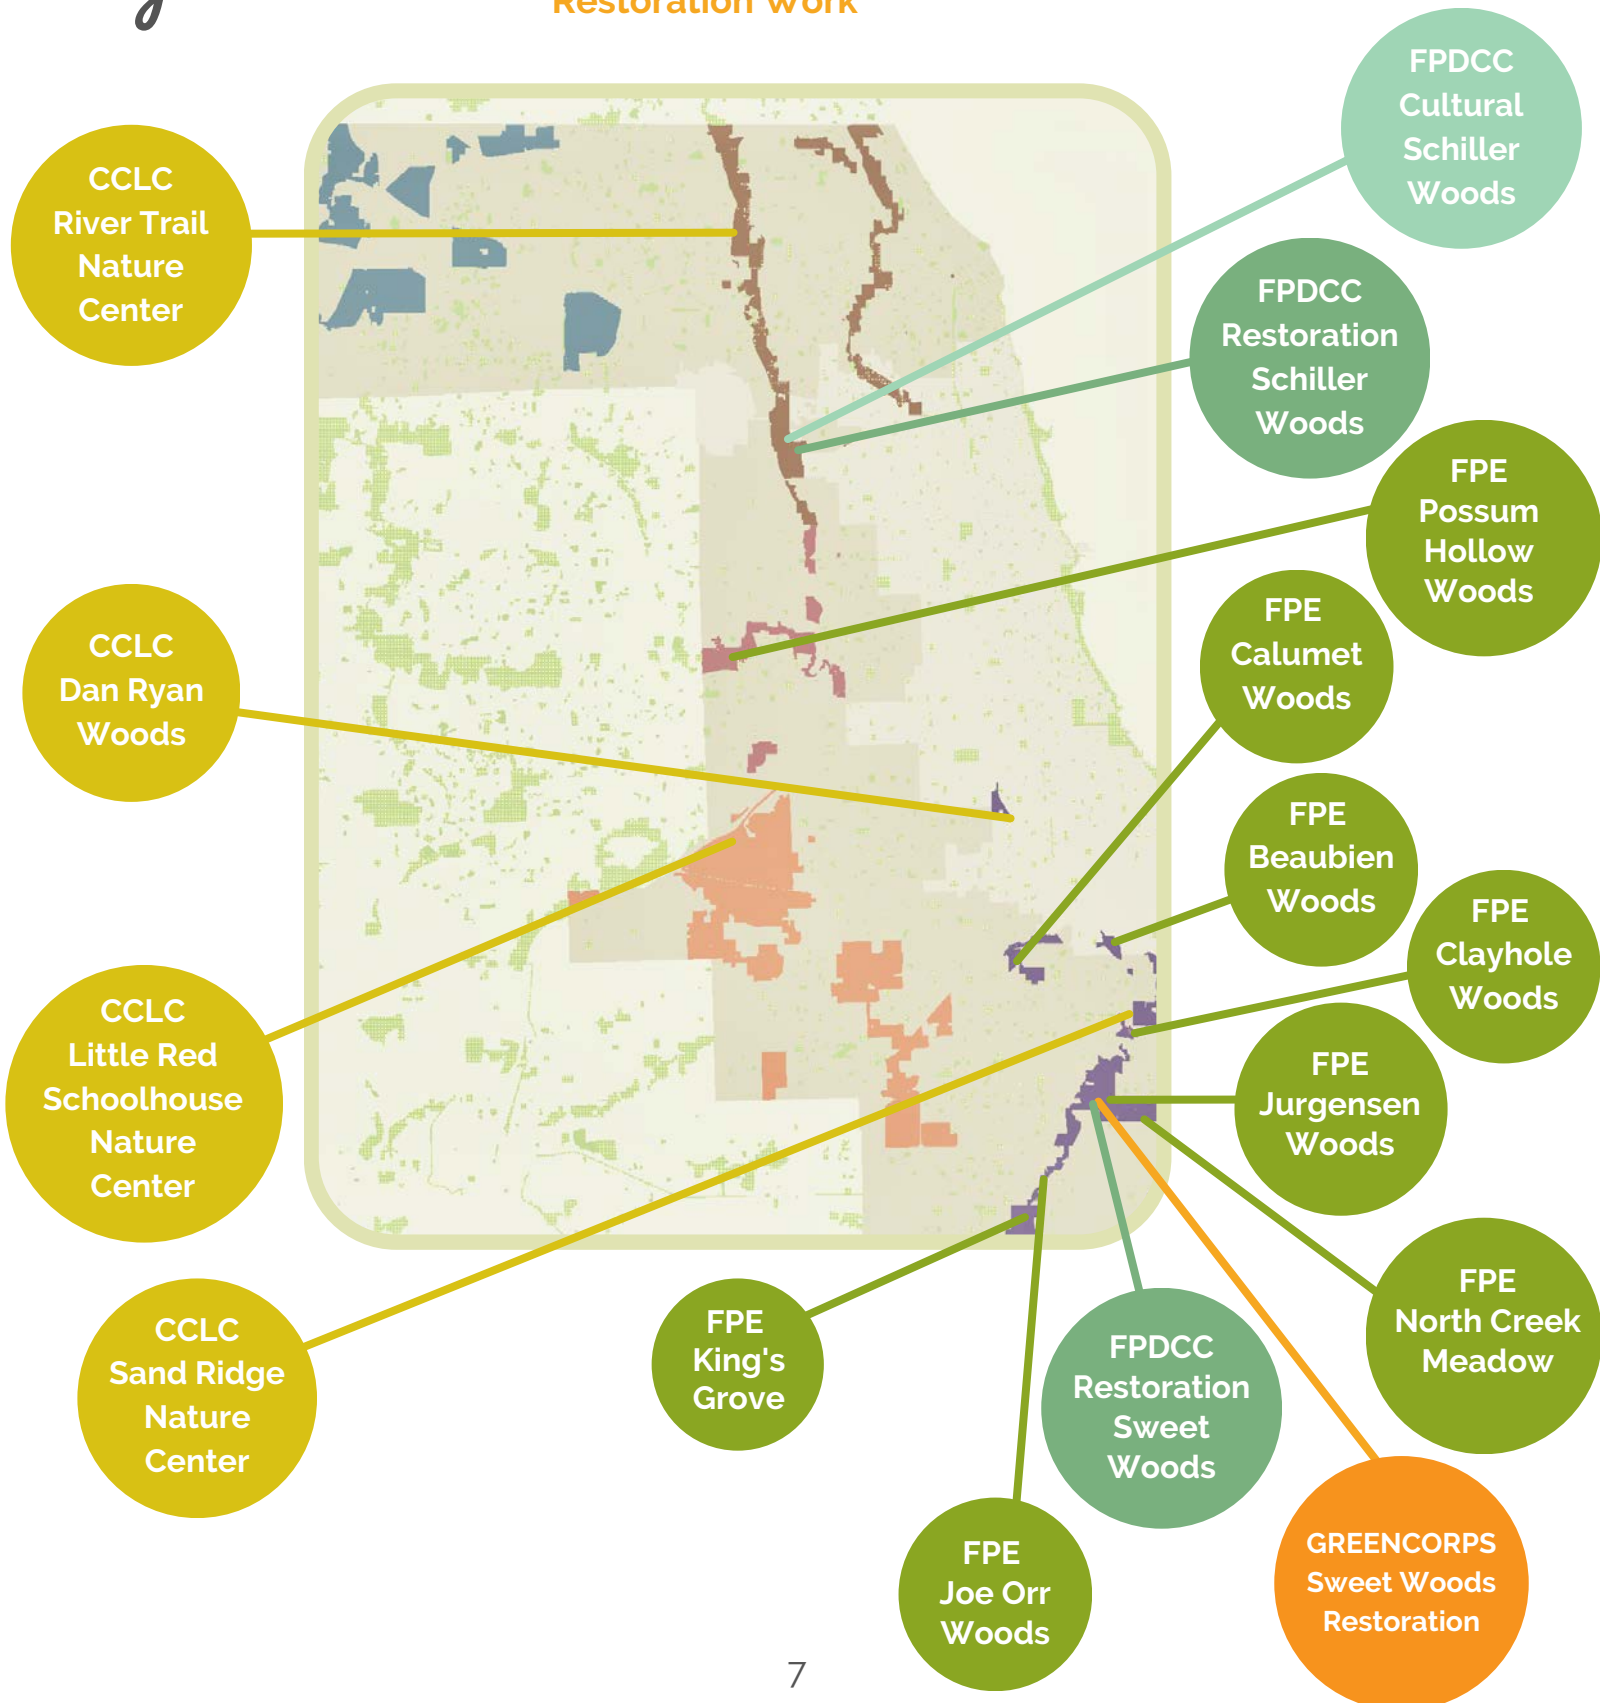 Restoration Work
FPDCC
Cultural
Schiller
Woods
CCLC
River Trail
Nature
Center
FPDCC
Restoration
Schiller
Woods
FPE
Possum
Hollow
Woods
FPE
Calumet
Woods
CCLC
Dan Ryan
Woods
FPE
Beaubien
Woods
FPE
Clayhole
Woods
CCLC
Little Red
Schoolhouse
Nature
Center
FPE
Jurgensen
Woods
FPE
North Creek
Meadow
CCLC
Sand Ridge
Nature
Center
FPE
King's
Grove
FPDCC
Restoration
Sweet
Woods
FPE
Joe Orr
Woods
GREENCORPS
Sweet Woods
Restoration
7